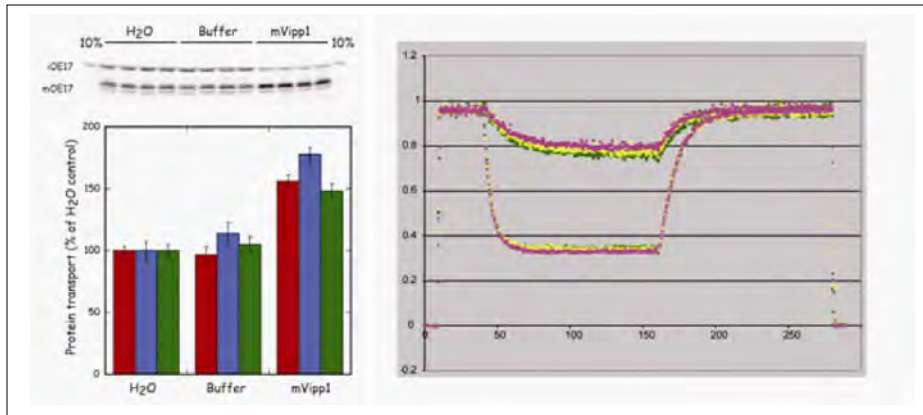 H2O Buffer mVipp1
10% 10%
iOE17
mOE17
200
150
100
50
0
Protein transport (% of H2O control)
H2O Buffer mVipp1
1.2
1
0.8
0.6
0.4
0.2
0
-0.2
0 50 100 150 200 250